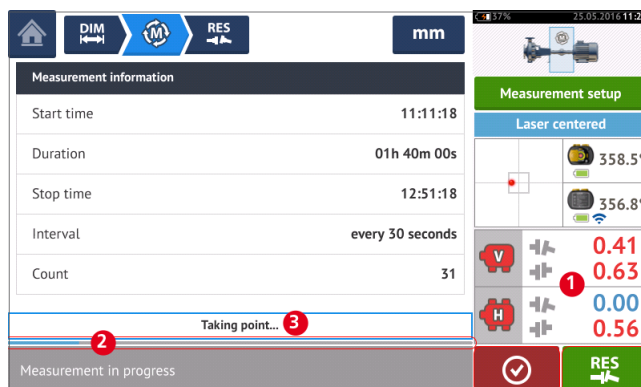 DIM
M
RES
mm
37%
25.05.2016 11:2
Measurement information
Start time 11:11:18
Duration 01h 40m 00s
Stop time 12:51:18
Interval every 30 seconds
Count 31
Taking point... 3
2
Measurement in progress
M
Measurement setup
Laser centered
358.5°
356.8°
V
0.41
0.63
1
H
0.00
0.56
RES